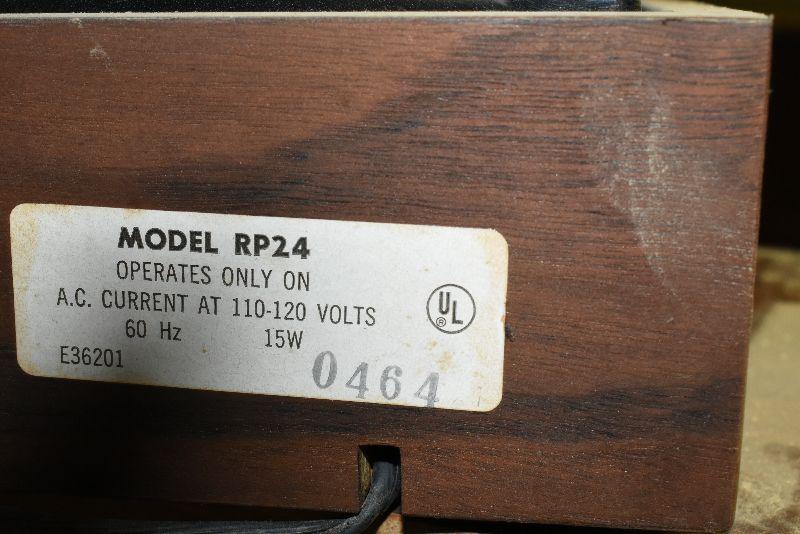 MODEL RP24
OPERATES ONLY ON
A.C. CURRENT AT 110-120 VOLTS
60 Hz 15W
UL®
E36201
0464